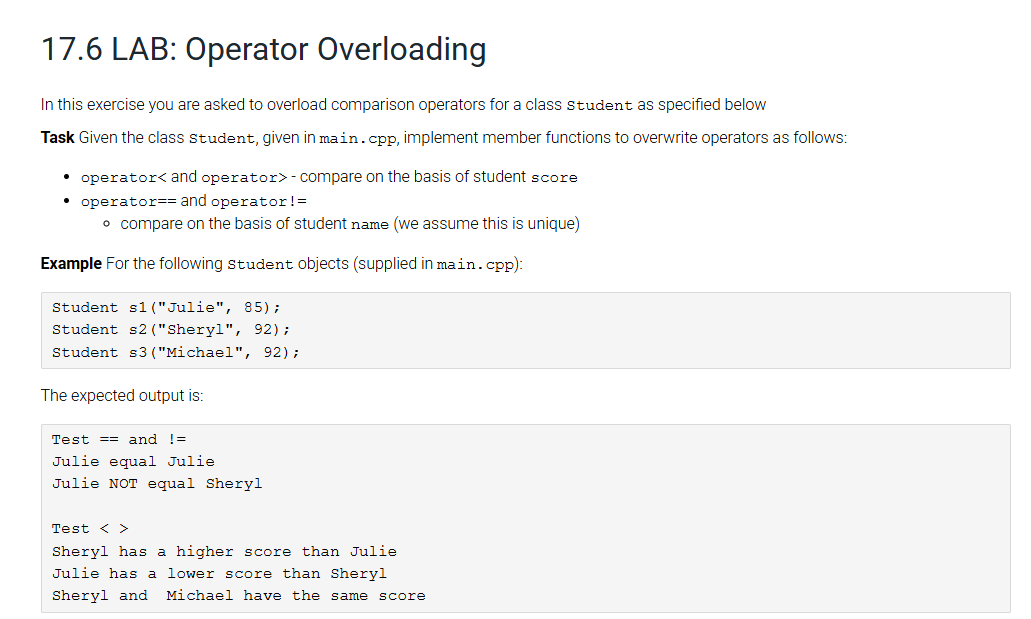 17.6 LAB: Operator Overloading
In this exercise you are asked to overload comparison operators for a class Student as specified below
Task Given the class Student, given in main.cpp, implement member functions to overwrite operators as follows:
• operator< and operator> - compare on the basis of student score
• operator== and operator!=
◦ compare on the basis of student name (we assume this is unique)
Example For the following Student objects (supplied in main.cpp):
Student s1("Julie", 85);
Student s2("Sheryl", 92);
Student s3("Michael", 92);
The expected output is:
Test == and !=
Julie equal Julie
Julie NOT equal Sheryl
Test < >
Sheryl has a higher score than Julie
Julie has a lower score than Sheryl
Sheryl and  Michael have the same score